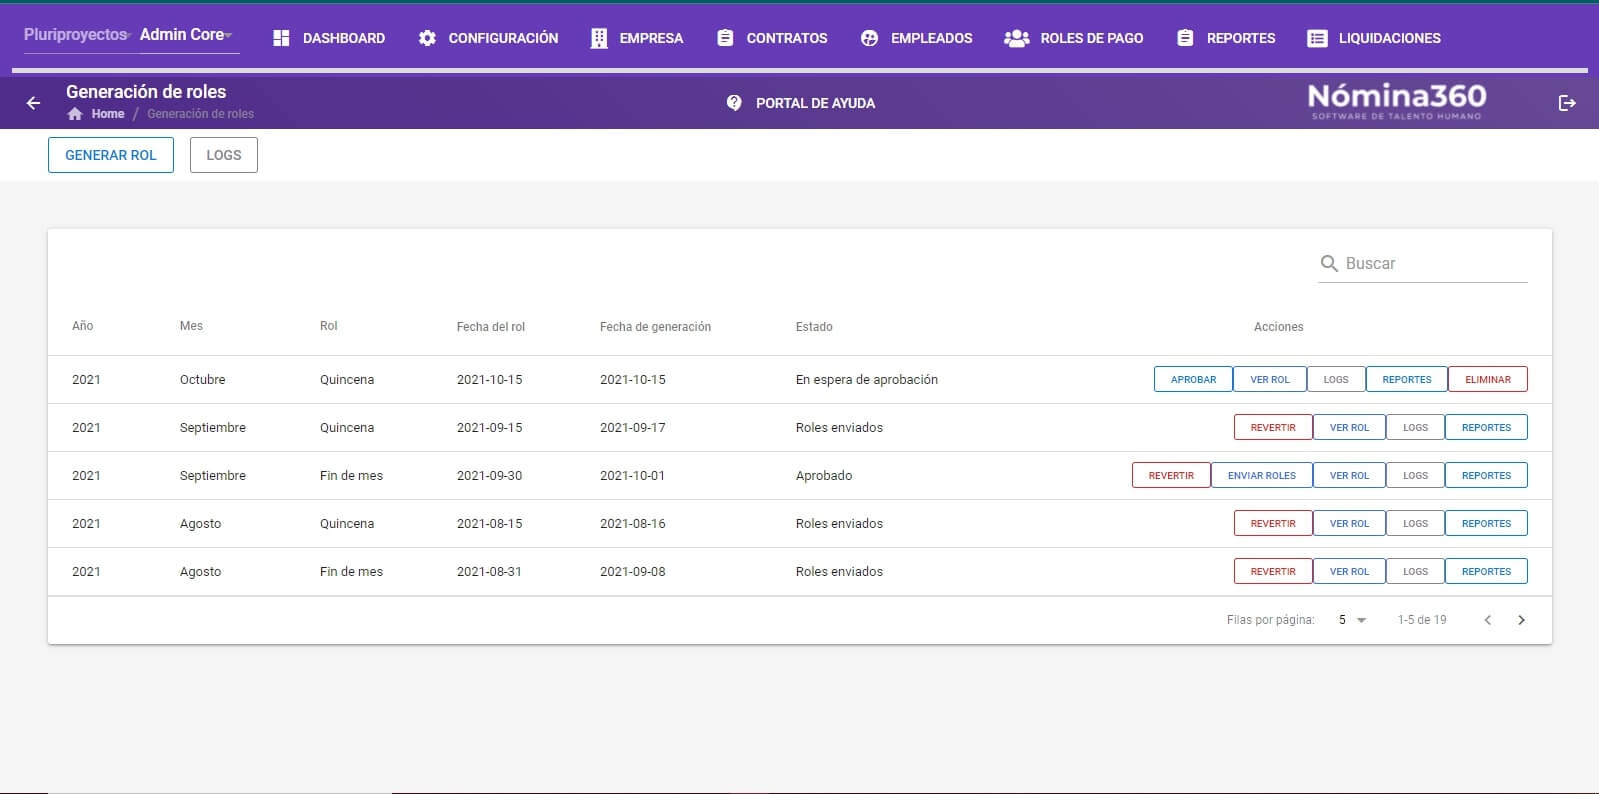 Pluriproyectos Admin Core DASHBOARD CONFIGURACIÓN EMPRESA CONTRATOS EMPLEADOS ROLES DE PAGO REPORTES LIQUIDACIONES
Generación de roles
Home / Generación de roles
PORTAL DE AYUDA
Nómina360
SOFTWARE DE TALENTO HUMANO
GENERAR ROL LOGS
Buscar
Año Mes Rol Fecha del rol Fecha de generación Estado Acciones
2021 Octubre Quincena 2021-10-15 2021-10-15 En espera de aprobación APROBAR VER ROL LOGS REPORTES ELIMINAR
2021 Septiembre Quincena 2021-09-15 2021-09-17 Roles enviados REVERTIR VER ROL LOGS REPORTES
2021 Septiembre Fin de mes 2021-09-30 2021-10-01 Aprobado REVERTIR ENVIAR ROLES VER ROL LOGS REPORTES
2021 Agosto Quincena 2021-08-15 2021-08-16 Roles enviados REVERTIR VER ROL LOGS REPORTES
2021 Agosto Fin de mes 2021-08-31 2021-09-08 Roles enviados REVERTIR VER ROL LOGS REPORTES
Filas por página: 5 1-5 de 19